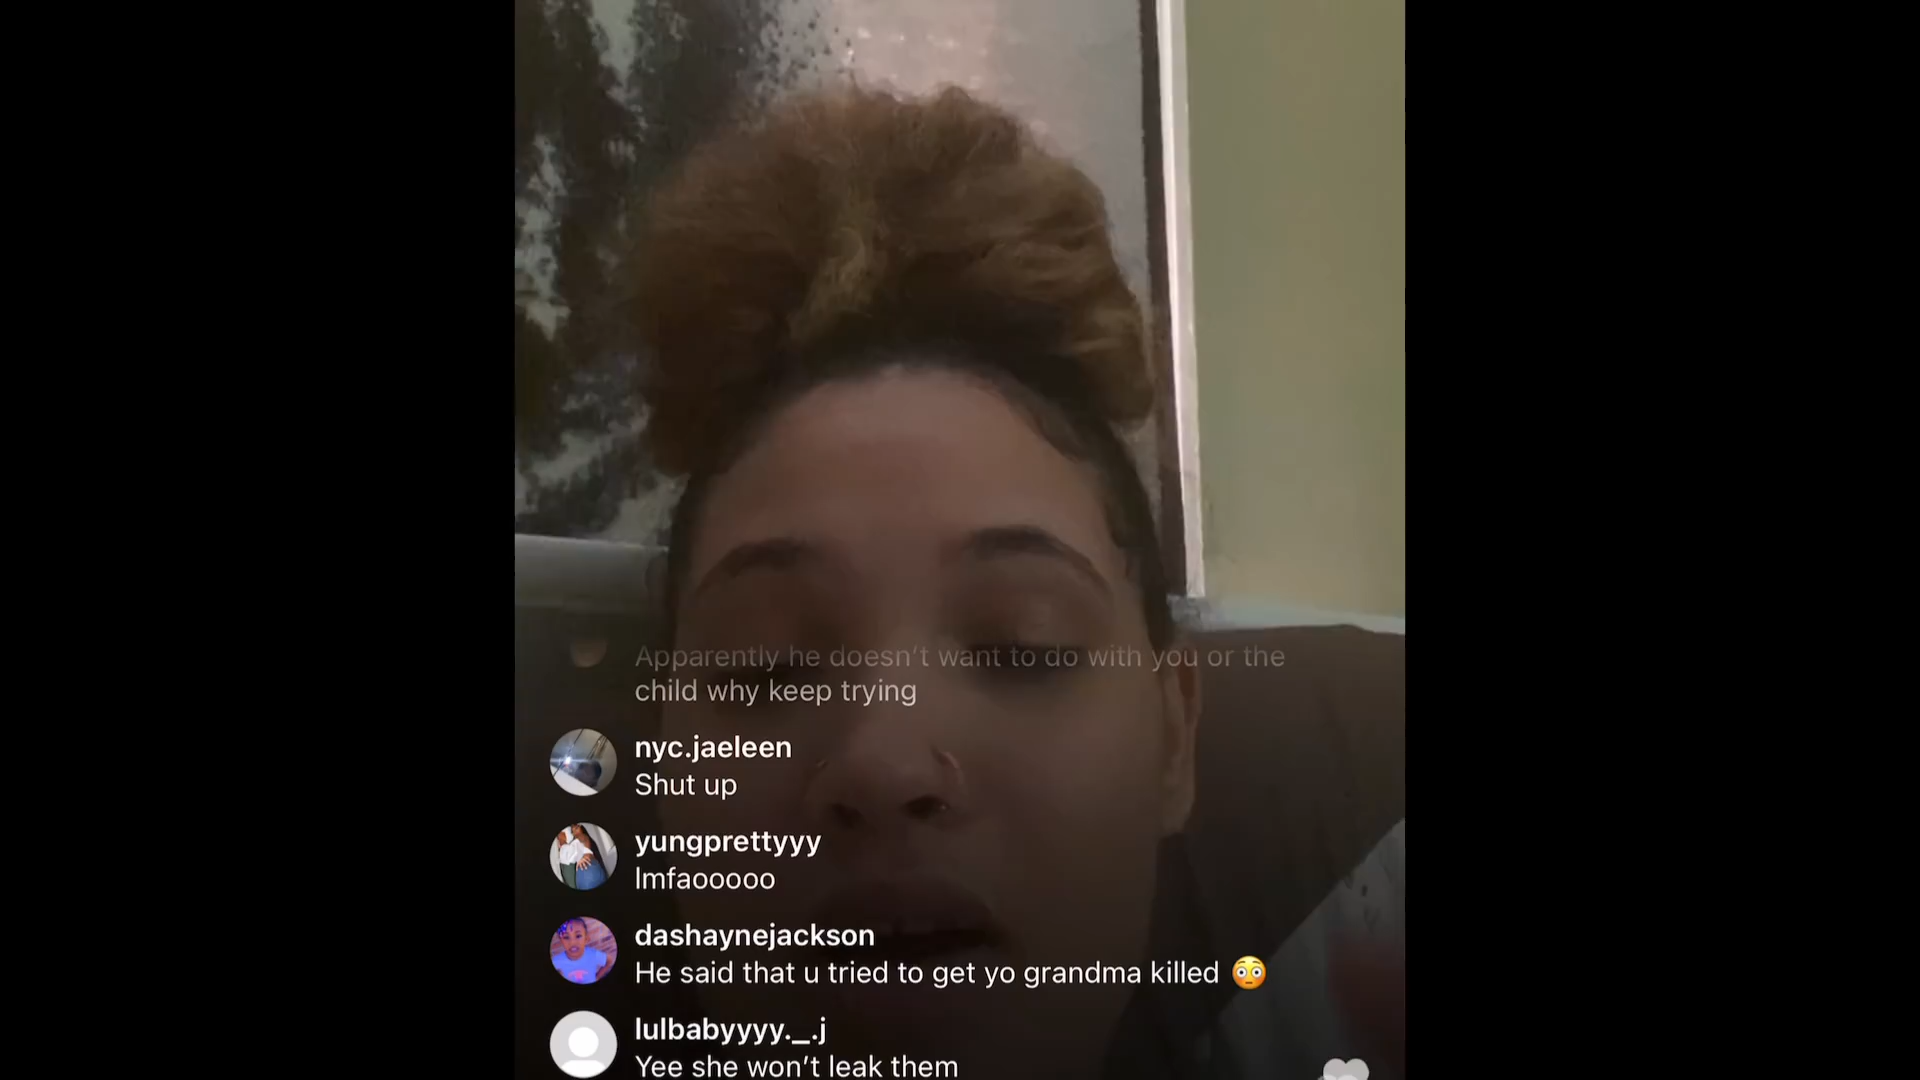 Apparently he doesn't want to do with you or the
child why keep trying
nyc.jaeleen
Shut up
yungprettyyy
lmfaooooo
dashaynejackson
He said that u tried to get yo grandma killed 😳
lulbabyyyy._.j
Yee she won't leak them